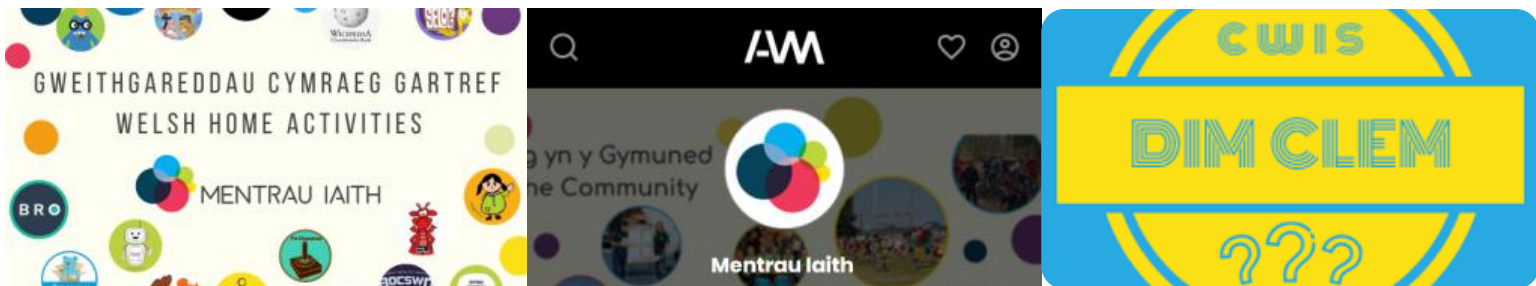 WIKIPEDIA
GWEITHGAREDDAU CYMRAEG GARTREF
WELSH HOME ACTIVITIES
MENTRAU IAITH
BRO
AM
g yn y Gymuned
ne Community
Mentrau Iaith
CWIS
DIM CLEM
???